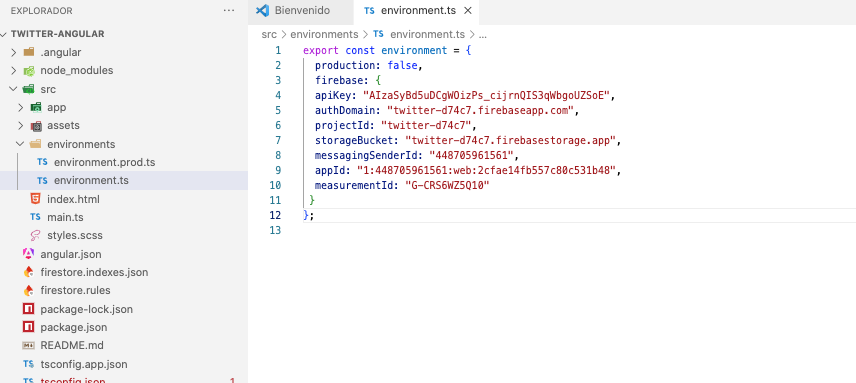 EXPLORADOR
···
TWITTER-ANGULAR
.angular
node_modules
src
app
assets
environments
TS environment.prod.ts
TS environment.ts
index.html
TS main.ts
styles.scss
angular.json
firestore.indexes.json
firestore.rules
package-lock.json
package.json
README.md
TS tsconfig.app.json
TS tsconfig.json 1
Bienvenido
TS environment.ts
src > environments > TS environment.ts > ...
1 export const environment = {
2 production: false,
3 firebase: {
4 apiKey: "AIzaSyBd5uDCgWOizPs_cijrnQIS3qWbgoUZSoE",
5 authDomain: "twitter-d74c7.firebaseapp.com",
6 projectId: "twitter-d74c7",
7 storageBucket: "twitter-d74c7.firebasestorage.app",
8 messagingSenderId: "448705961561",
9 appId: "1:448705961561:web:2cfae14fb557c80c531b48",
10 measurementId: "G-CRS6WZ5Q10"
11 }
12 };
13